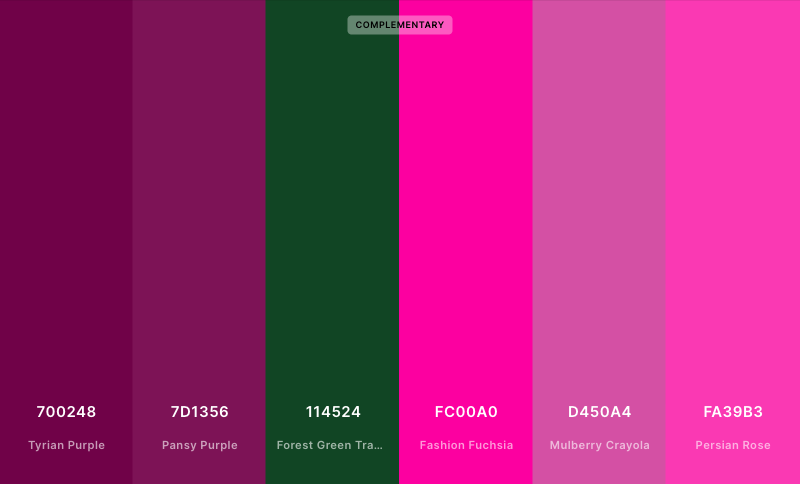 COMPLEMENTARY
700248 7D1356 114524 FC00A0 D450A4 FA39B3
Tyrian Purple Pansy Purple Forest Green Tra... Fashion Fuchsia Mulberry Crayola Persian Rose